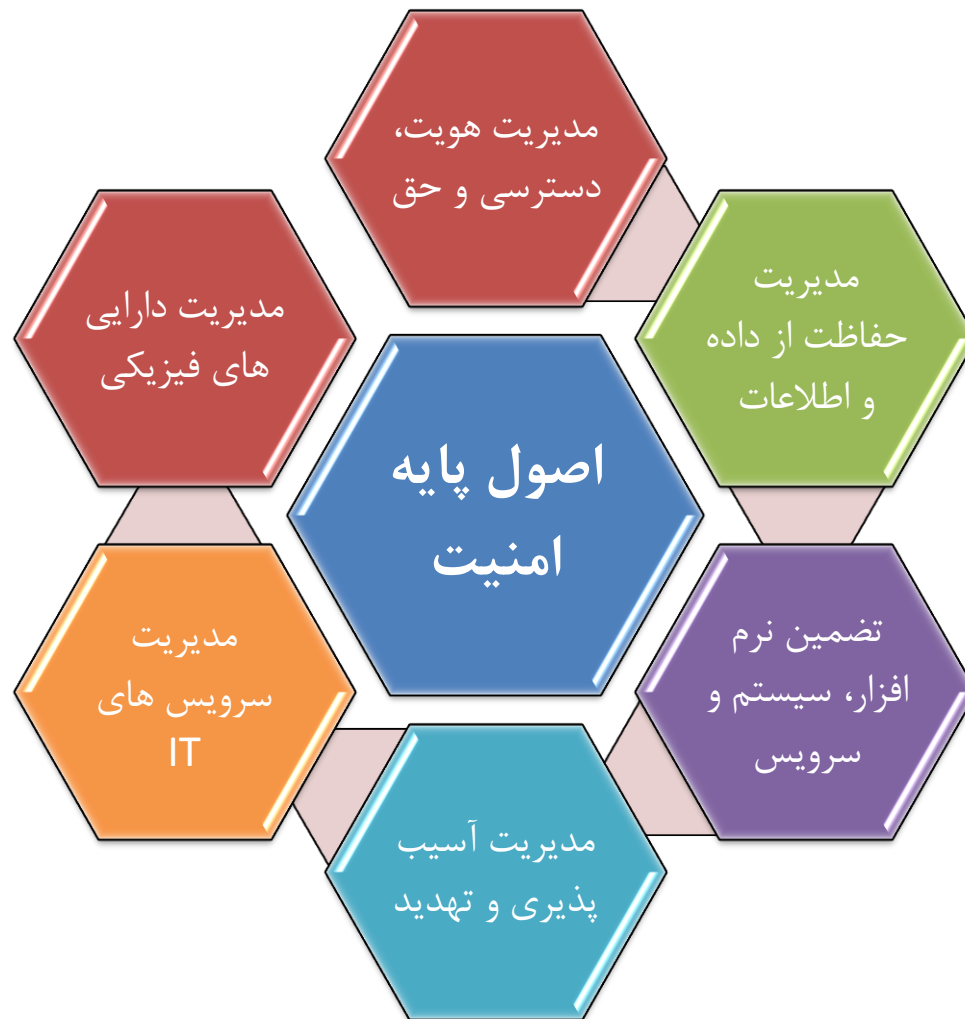 مدیریت هویت،
دسترسی و حق
مدیریت
حفاظت از داده
و اطلاعات
تضمین نرم
افزار، سیستم و
سرویس
مدیریت آسیب
پذیری و تهدید
مدیریت
سرویس های
IT
مدیریت دارایی
های فیزیکی
اصول پایه
امنیت